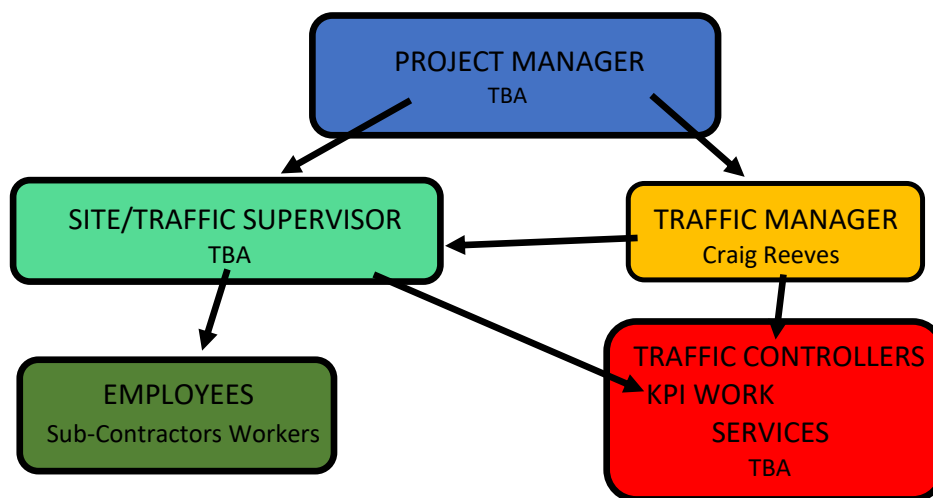 PROJECT MANAGER
TBA
SITE/TRAFFIC SUPERVISOR
TBA
TRAFFIC MANAGER
Craig Reeves
EMPLOYEES
Sub-Contractors Workers
TRAFFIC CONTROLLERS
KPI WORK
SERVICES
TBA